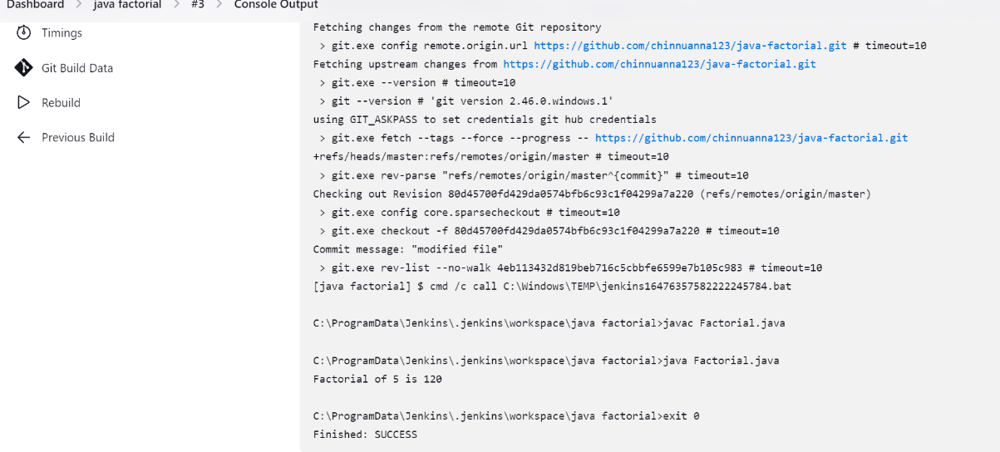 Dashboard > java factorial > #3 > Console Output
Timings
Git Build Data
Rebuild
Previous Build
Fetching changes from the remote Git repository
> git.exe config remote.origin.url https://github.com/chinnuanna123/java-factorial.git # timeout=10
Fetching upstream changes from https://github.com/chinnuanna123/java-factorial.git
> git.exe --version # timeout=10
> git --version # 'git version 2.46.0.windows.1'
using GIT_ASKPASS to set credentials git hub credentials
> git.exe fetch --tags --force --progress -- https://github.com/chinnuanna123/java-factorial.git
+refs/heads/master:refs/remotes/origin/master # timeout=10
> git.exe rev-parse "refs/remotes/origin/master^{commit}" # timeout=10
Checking out Revision 80d45700fd429da0574bfb6c93c1f04299a7a220 (refs/remotes/origin/master)
> git.exe config core.sparsecheckout # timeout=10
> git.exe checkout -f 80d45700fd429da0574bfb6c93c1f04299a7a220 # timeout=10
Commit message: "modified file"
> git.exe rev-list --no-walk 4eb113432d819beb716c5cbbfe6599e7b105c983 # timeout=10
[java factorial] $ cmd /c call C:\Windows\TEMP\jenkins16476357582222245784.bat
C:\ProgramData\Jenkins\.jenkins\workspace\java factorial>javac Factorial.java
C:\ProgramData\Jenkins\.jenkins\workspace\java factorial>java Factorial.java
Factorial of 5 is 120
C:\ProgramData\Jenkins\.jenkins\workspace\java factorial>exit 0
Finished: SUCCESS